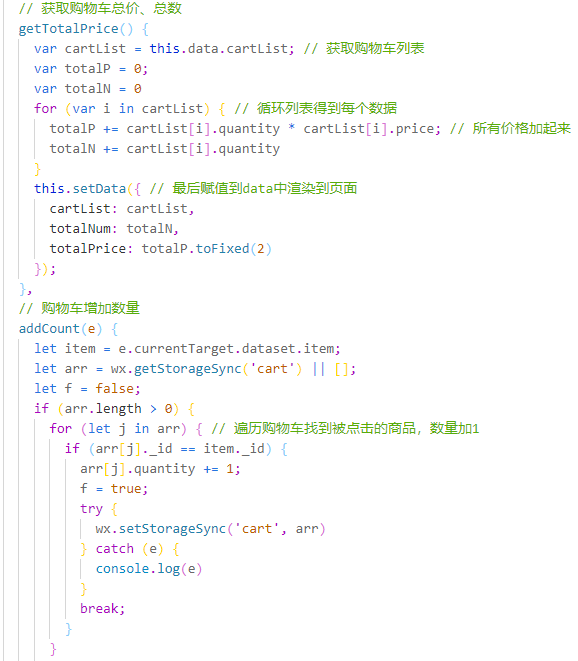 // 获取购物车总价、总数
getTotalPrice() {
var cartList = this.data.cartList; // 获取购物车列表
var totalP = 0;
var totalN = 0
for (var i in cartList) { // 循环列表得到每个数据
totalP += cartList[i].quantity * cartList[i].price; // 所有价格加起来
totalN += cartList[i].quantity
}
this.setData({ // 最后赋值到data中渲染到页面
cartList: cartList,
totalNum: totalN,
totalPrice: totalP.toFixed(2)
});
},
// 购物车增加数量
addCount(e) {
let item = e.currentTarget.dataset.item;
let arr = wx.getStorageSync('cart') || [];
let f = false;
if (arr.length > 0) {
for (let j in arr) { // 遍历购物车找到被点击的商品，数量加1
if (arr[j]._id == item._id) {
arr[j].quantity += 1;
f = true;
try {
wx.setStorageSync('cart', arr)
} catch (e) {
console.log(e)
}
break;
}
}